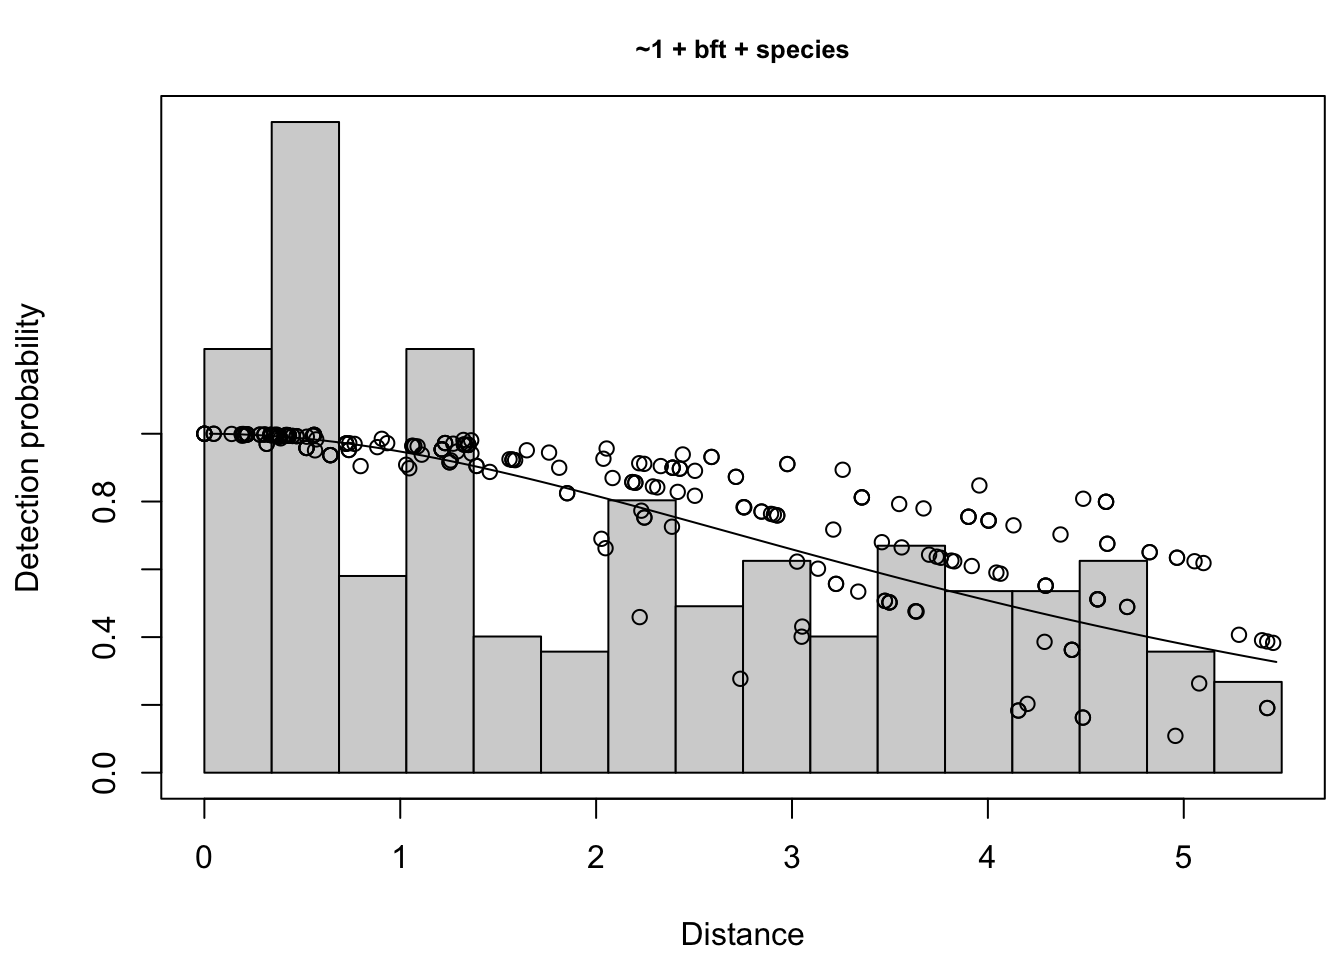 ~1 + bft + species
Detection probability
0.8
0.4
0.0
0 1 2 3 4 5
Distance